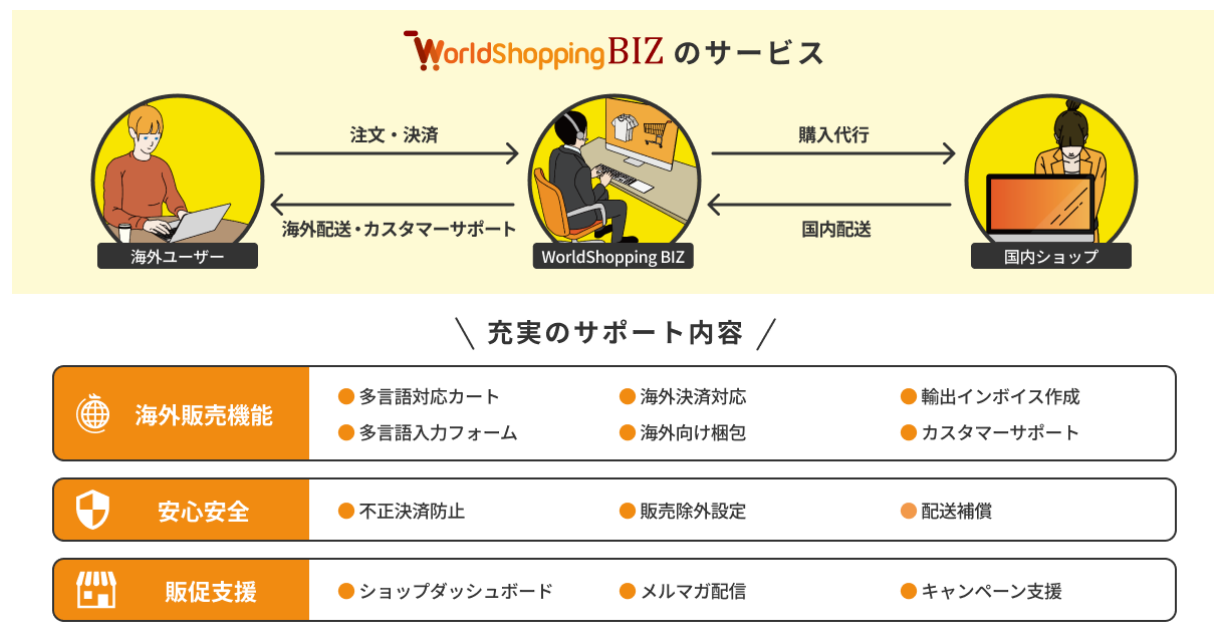 WorldShopping BIZ のサービス
注文・決済
購入代行
海外配送・カスタマーサポート
国内配送
海外ユーザー
WorldShopping BIZ
国内ショップ
充実のサポート内容
海外販売機能
多言語対応カート
海外決済対応
輸出インボイス作成
多言語入力フォーム
海外向け梱包
カスタマーサポート
安心安全
不正決済防止
販売除外設定
配送補償
販促支援
ショップダッシュボード
メルマガ配信
キャンペーン支援